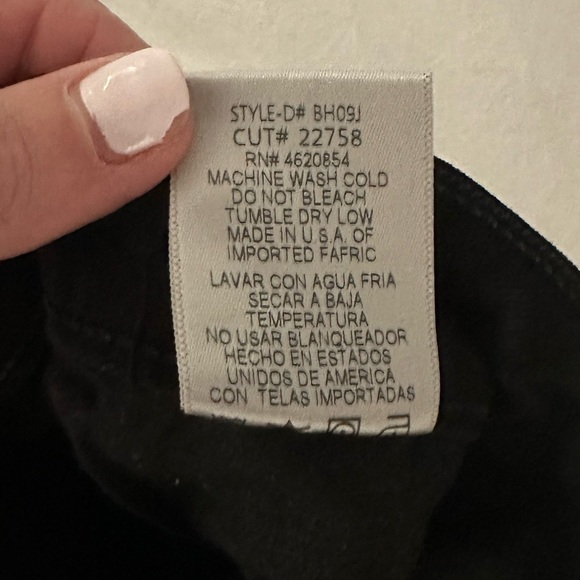 STYLE-D# BH09J
CUT# 22758
RN# 4620854
MACHINE WASH COLD
DO NOT BLEACH
TUMBLE DRY LOW
MADE IN U.S.A. OF
IMPORTED FAFRIC
LAVAR CON AGUA FRIA
SECAR A BAJA
TEMPERATURA
NO USAR BLANQUEADOR
HECHO EN ESTADOS
UNIDOS DE AMERICA
CON TELAS IMPORTADAS